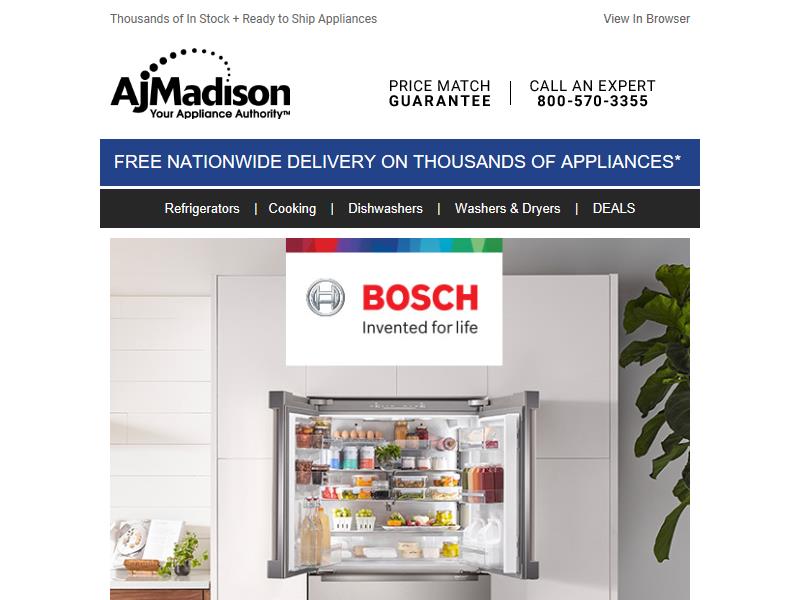 Thousands of In Stock + Ready to Ship Appliances
View In Browser
AjMadison
Your Appliance Authority™
PRICE MATCH
GUARANTEE
CALL AN EXPERT
800-570-3355
FREE NATIONWIDE DELIVERY ON THOUSANDS OF APPLIANCES*
Refrigerators | Cooking | Dishwashers | Washers & Dryers | DEALS
BOSCH
Invented for life